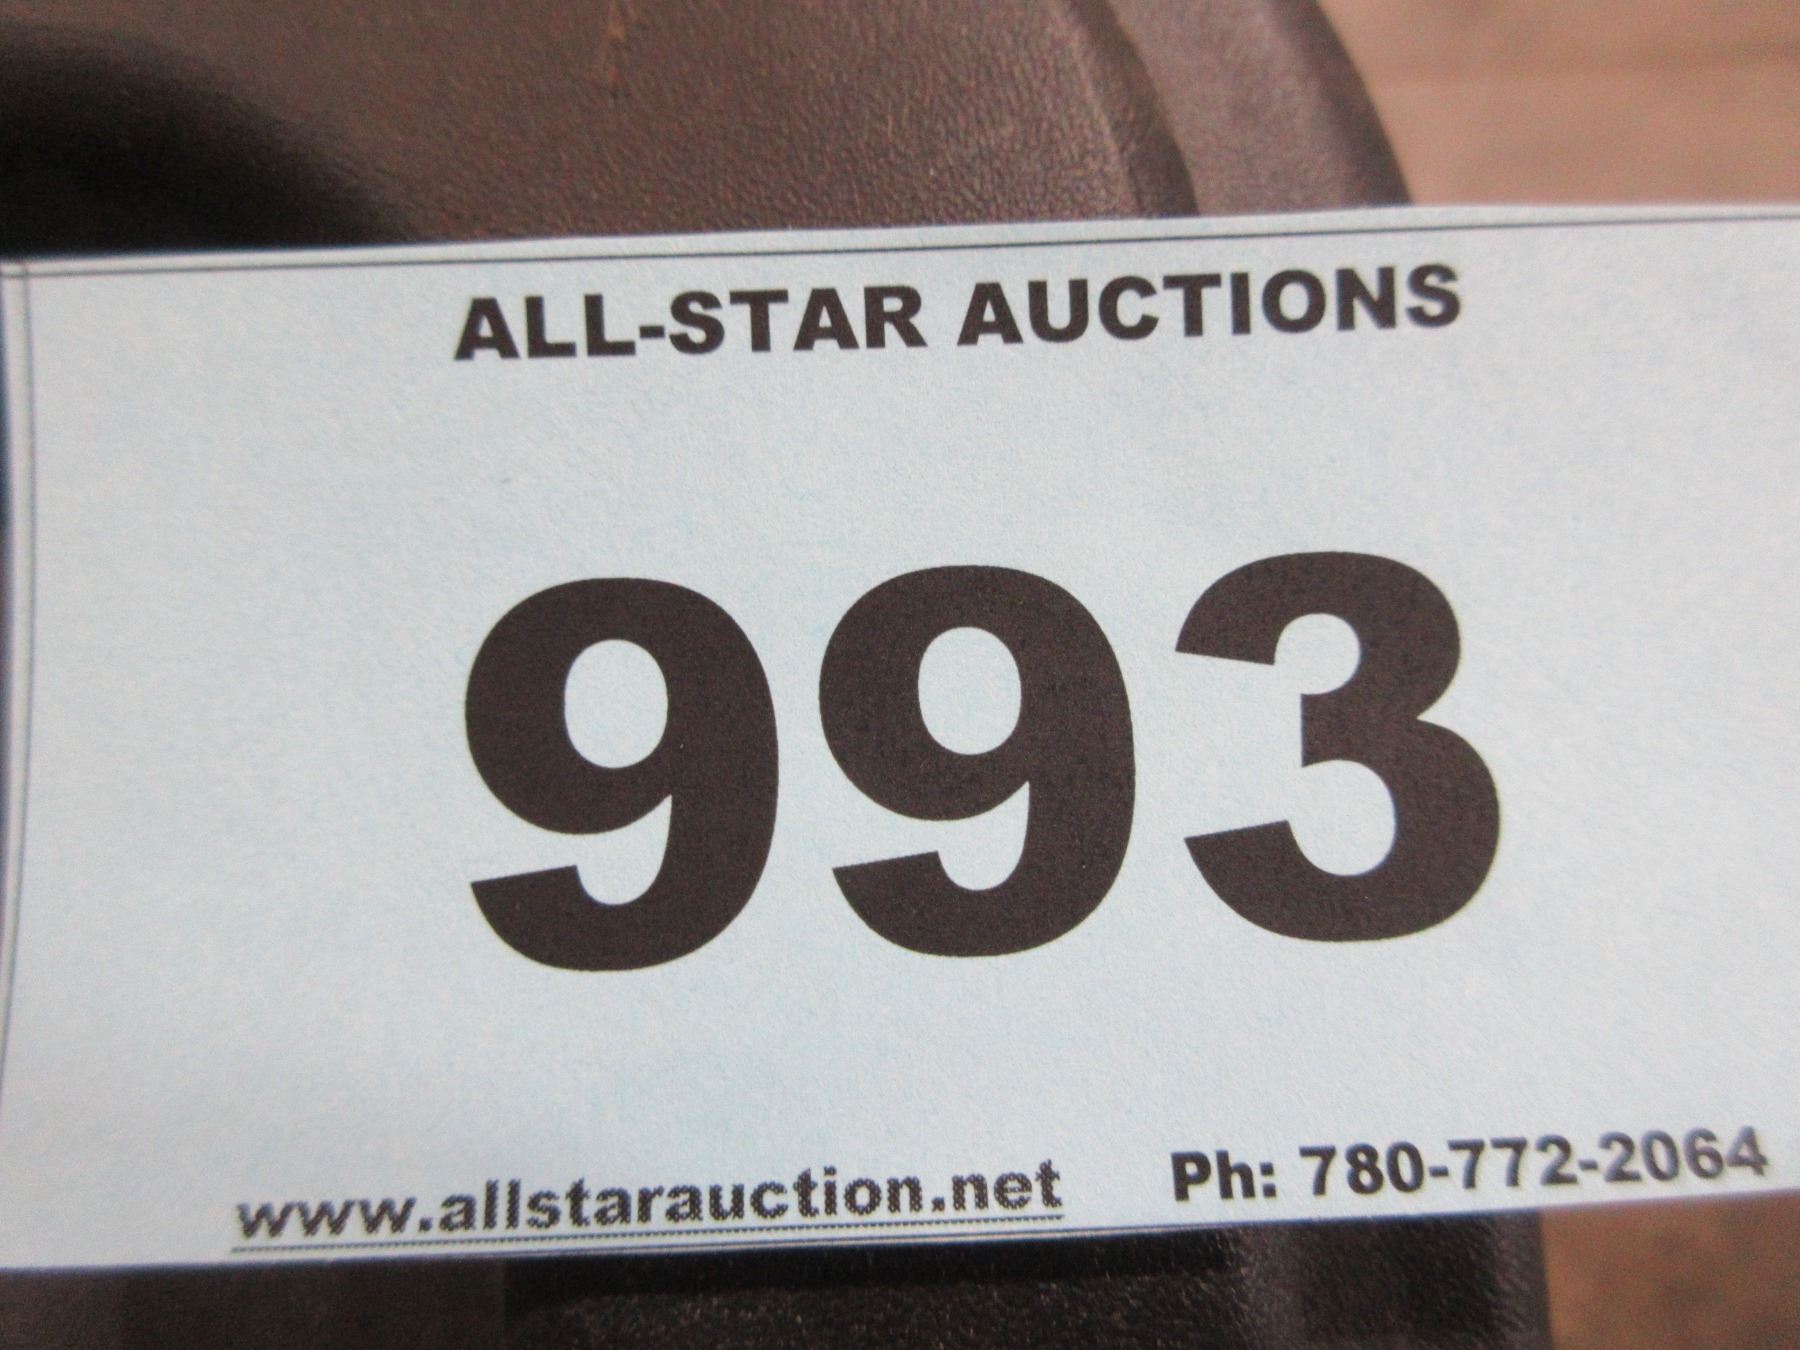 ALL-STAR AUCTIONS
993
www.allstarauction.net Ph: 780-772-2064